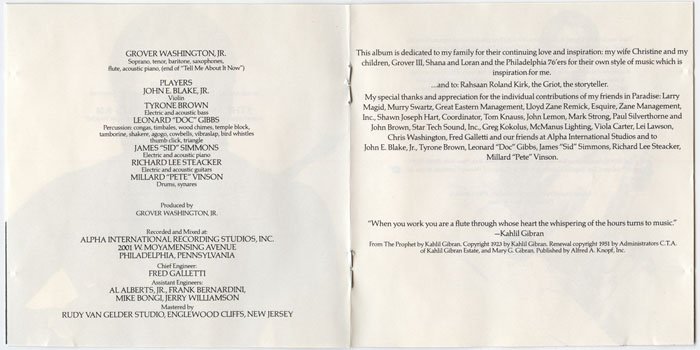 GROVER WASHINGTON, JR.
Soprano, tenor, baritone, saxophones,
flute, acoustic piano, (end of "Tell Me About It Now")
PLAYERS
JOHN E. BLAKE, JR.
Violin
TYRONE BROWN
Electric and acoustic bass
LEONARD "DOC" GIBBS
Percussion: congas, timbales, wood chimes, temple block,
tambourine, shakere, agogo, cowbells, vibraslap, bird whistles
thumb click, triangle
JAMES "SID" SIMMONS
Electric and acoustic piano
RICHARD LEE STEACKER
Electric and acoustic guitars
MILLARD "PETE" VINSON
Drums, synares
Produced by
GROVER WASHINGTON, JR.
Recorded and Mixed at:
ALPHA INTERNATIONAL RECORDING STUDIOS, INC.
2001 W. MOYAMENSING AVENUE
PHILADELPHIA, PENNSYLVANIA
Chief Engineer:
FRED GALLETTI
Assistant Engineers:
AL ALBERTS, JR., FRANK BERNARDINI,
MIKE BONGI, JERRY WILLIAMSON
Mastered by
RUDY VAN GELDER STUDIO, ENGLEWOOD CLIFFS, NEW JERSEY
This album is dedicated to my family for their continuing love and inspiration: my wife Christine and my
children, Grover III, Shana and Loran and the Philadelphia 76'ers for their own style of music which is
inspiration for me.
...and to: Rahsaan Roland Kirk, the Griot, the storyteller.
My special thanks and appreciation for the individual contributions of my friends in Paradise: Larry
Magid, Murry Swartz, Great Eastern Management, Lloyd Zane Remick, Esquire, Zane Management,
Inc., Shawn Joseph Hart, Coordinator, Tom Knauss, John Lemon, Mark Strong, Paul Silverthorne and
John Brown, Star Tech Sound, Inc., Greg Kokolus, McManus Lighting, Viola Carter, Lei Lawson,
Chris Washington, Fred Galletti and our friends at Alpha International Studios and to
John E. Blake, Jr., Tyrone Brown, Leonard "Doc" Gibbs, James "Sid" Simmons, Richard Lee Steacker,
Millard "Pete" Vinson.
"When you work you are a flute through whose heart the whispering of the hours turns to music."
—Kahlil Gibran
From The Prophet by Kahlil Gibran. Copyright 1923 by Kahlil Gibran. Renewal copyright 1951 by Administrators C.T.A.
of Kahlil Gibran Estate, and Mary G. Gibran. Published by Alfred A. Knopf, Inc.